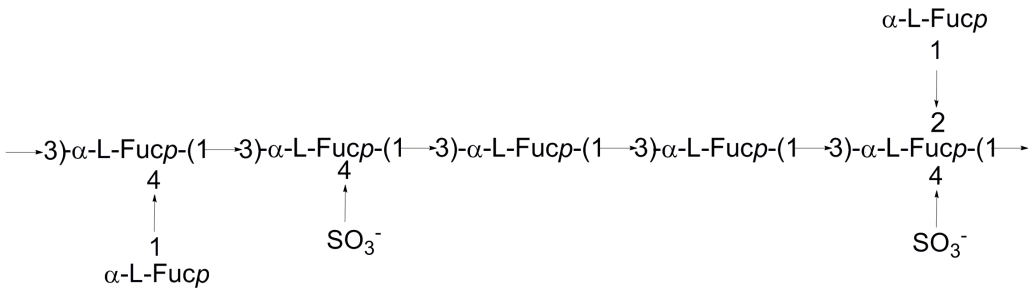 α-L-Fucp
1
2
3)-α-L-Fucp-(1 3)-α-L-Fucp-(1 3)-α-L-Fucp-(1 3)-α-L-Fucp-(1 3)-α-L-Fucp-(1
4 4 4
1 SO3- SO3-
α-L-Fucp